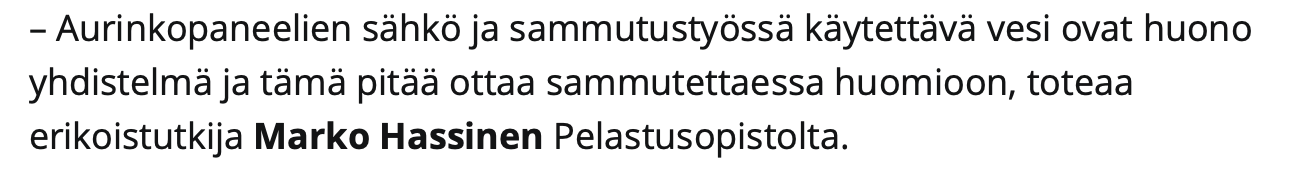 – Aurinkopaneelien sähkö ja sammutustyössä käytettävä vesi ovat huono
yhdistelmä ja tämä pitää ottaa sammutettaessa huomioon, toteaa
erikoistutkija Marko Hassinen Pelastusopistolta.